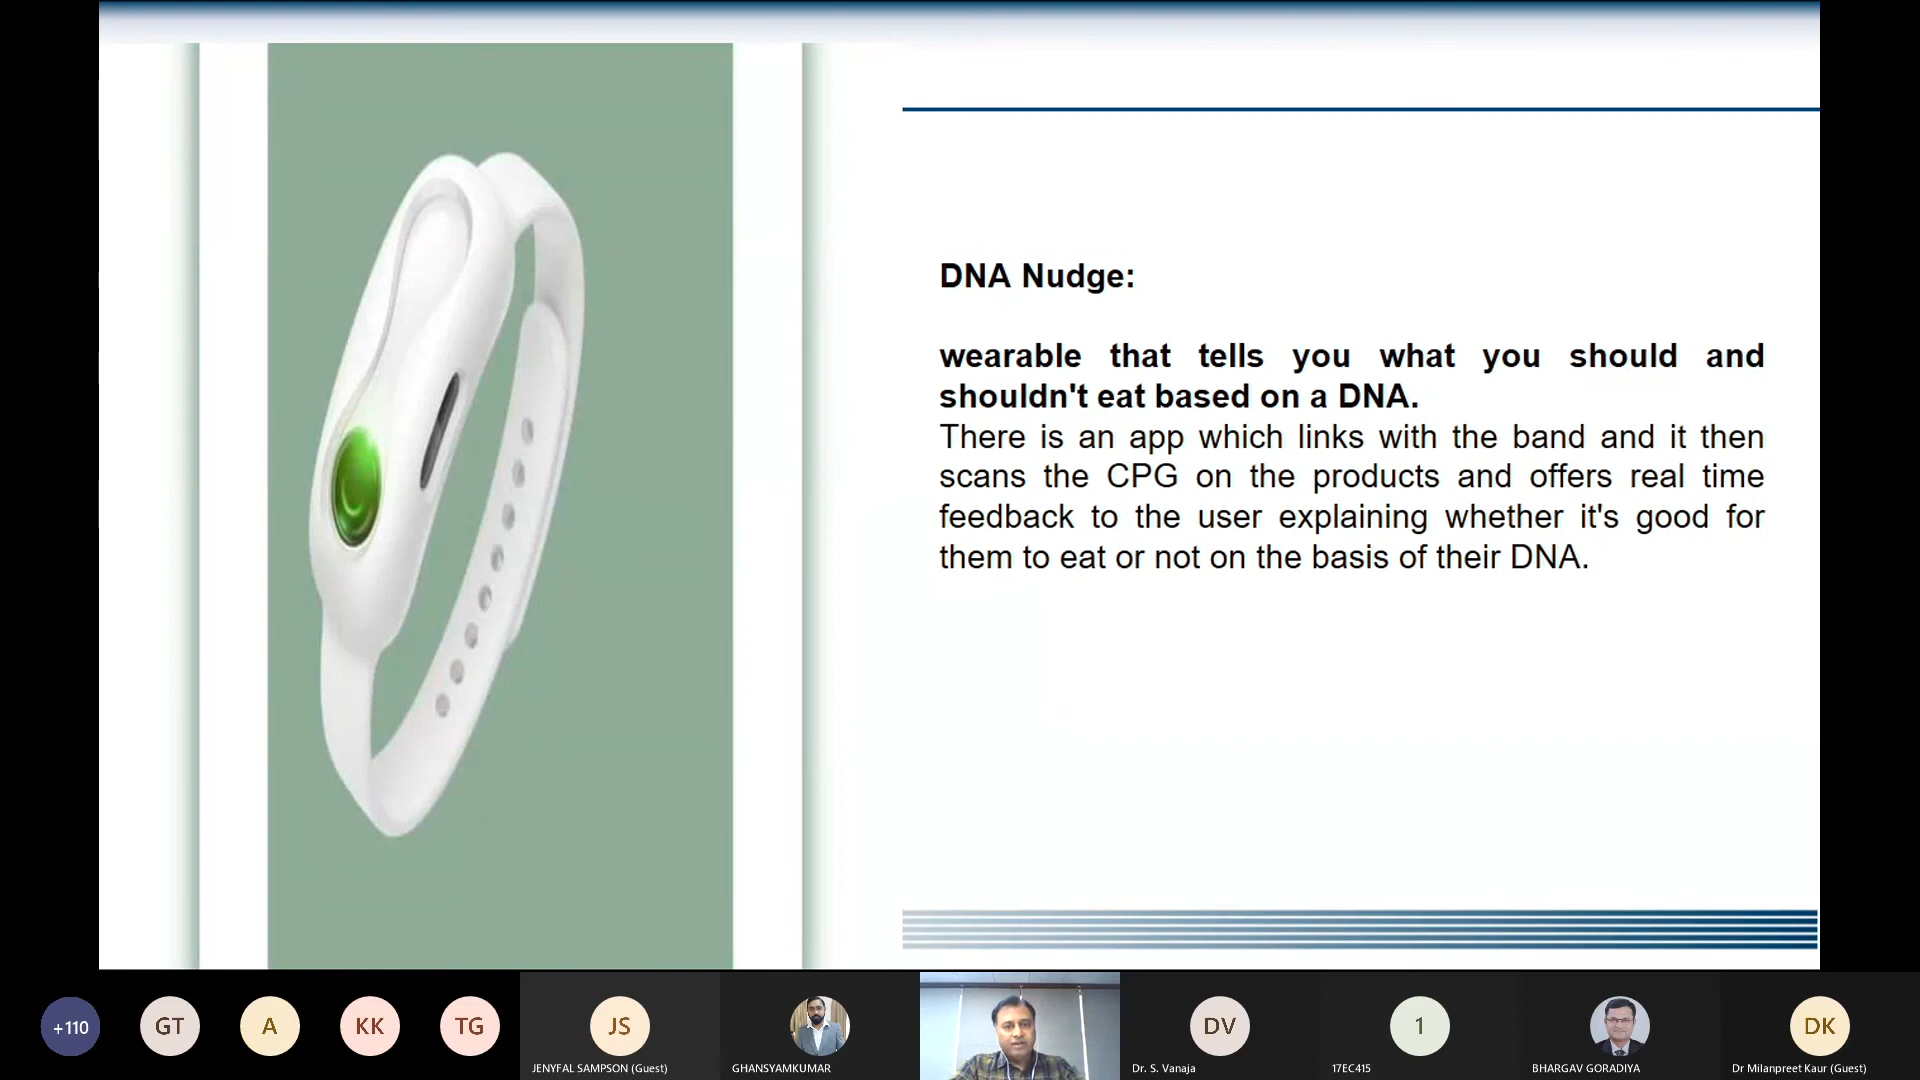 DNA Nudge:
wearable that tells you what you should and
shouldn't eat based on a DNA.
There is an app which links with the band and it then
scans the CPG on the products and offers real time
feedback to the user explaining whether it's good for
them to eat or not on the basis of their DNA.
+110
GT
A
KK
TG
JS
JENYFAL SAMPSON (Guest)
GHANSYAMKUMAR
DV
Dr. S. Vanaja
1
17EC415
BHARGAV GORADIYA
DK
Dr Milanpreet Kaur (Guest)